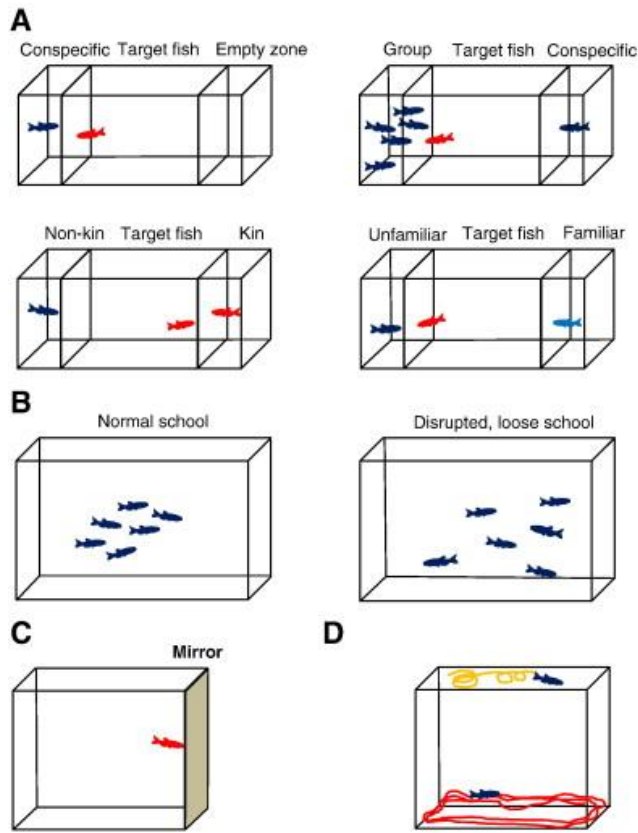 A
Conspecific Target fish Empty zone
Group Target fish Conspecific
Non-kin Target fish Kin
Unfamiliar Target fish Familiar
B
Normal school
Disrupted, loose school
C
Mirror
D